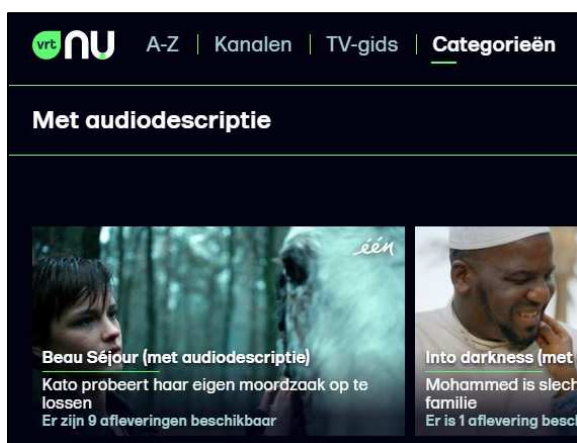 vrt NU A-Z | Kanalen | TV-gids | Categorieën
Met audiodescriptie
één
Beau Séjour (met audiodescriptie)
Kato probeert haar eigen moordzaak op te
lossen
Er zijn 9 afleveringen beschikbaar
Into darkness (met
Mohammed is slech
familie
Er is 1 aflevering besc